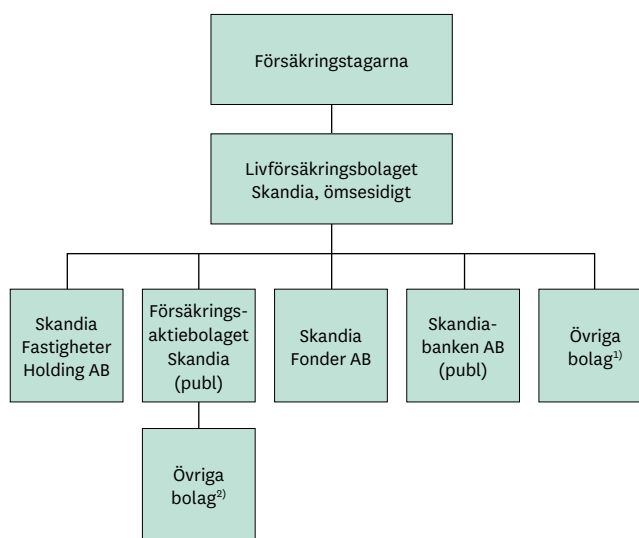 Försäkringstagarna
Livförsäkringsbolaget
Skandia, ömsesidigt
Skandia
Fastigheter
Holding AB
Försäkrings-
aktiebolaget
Skandia
(publ)
Skandia
Fonder AB
Skandia-
banken AB
(publ)
Övriga
bolag1)
Övriga
bolag2)